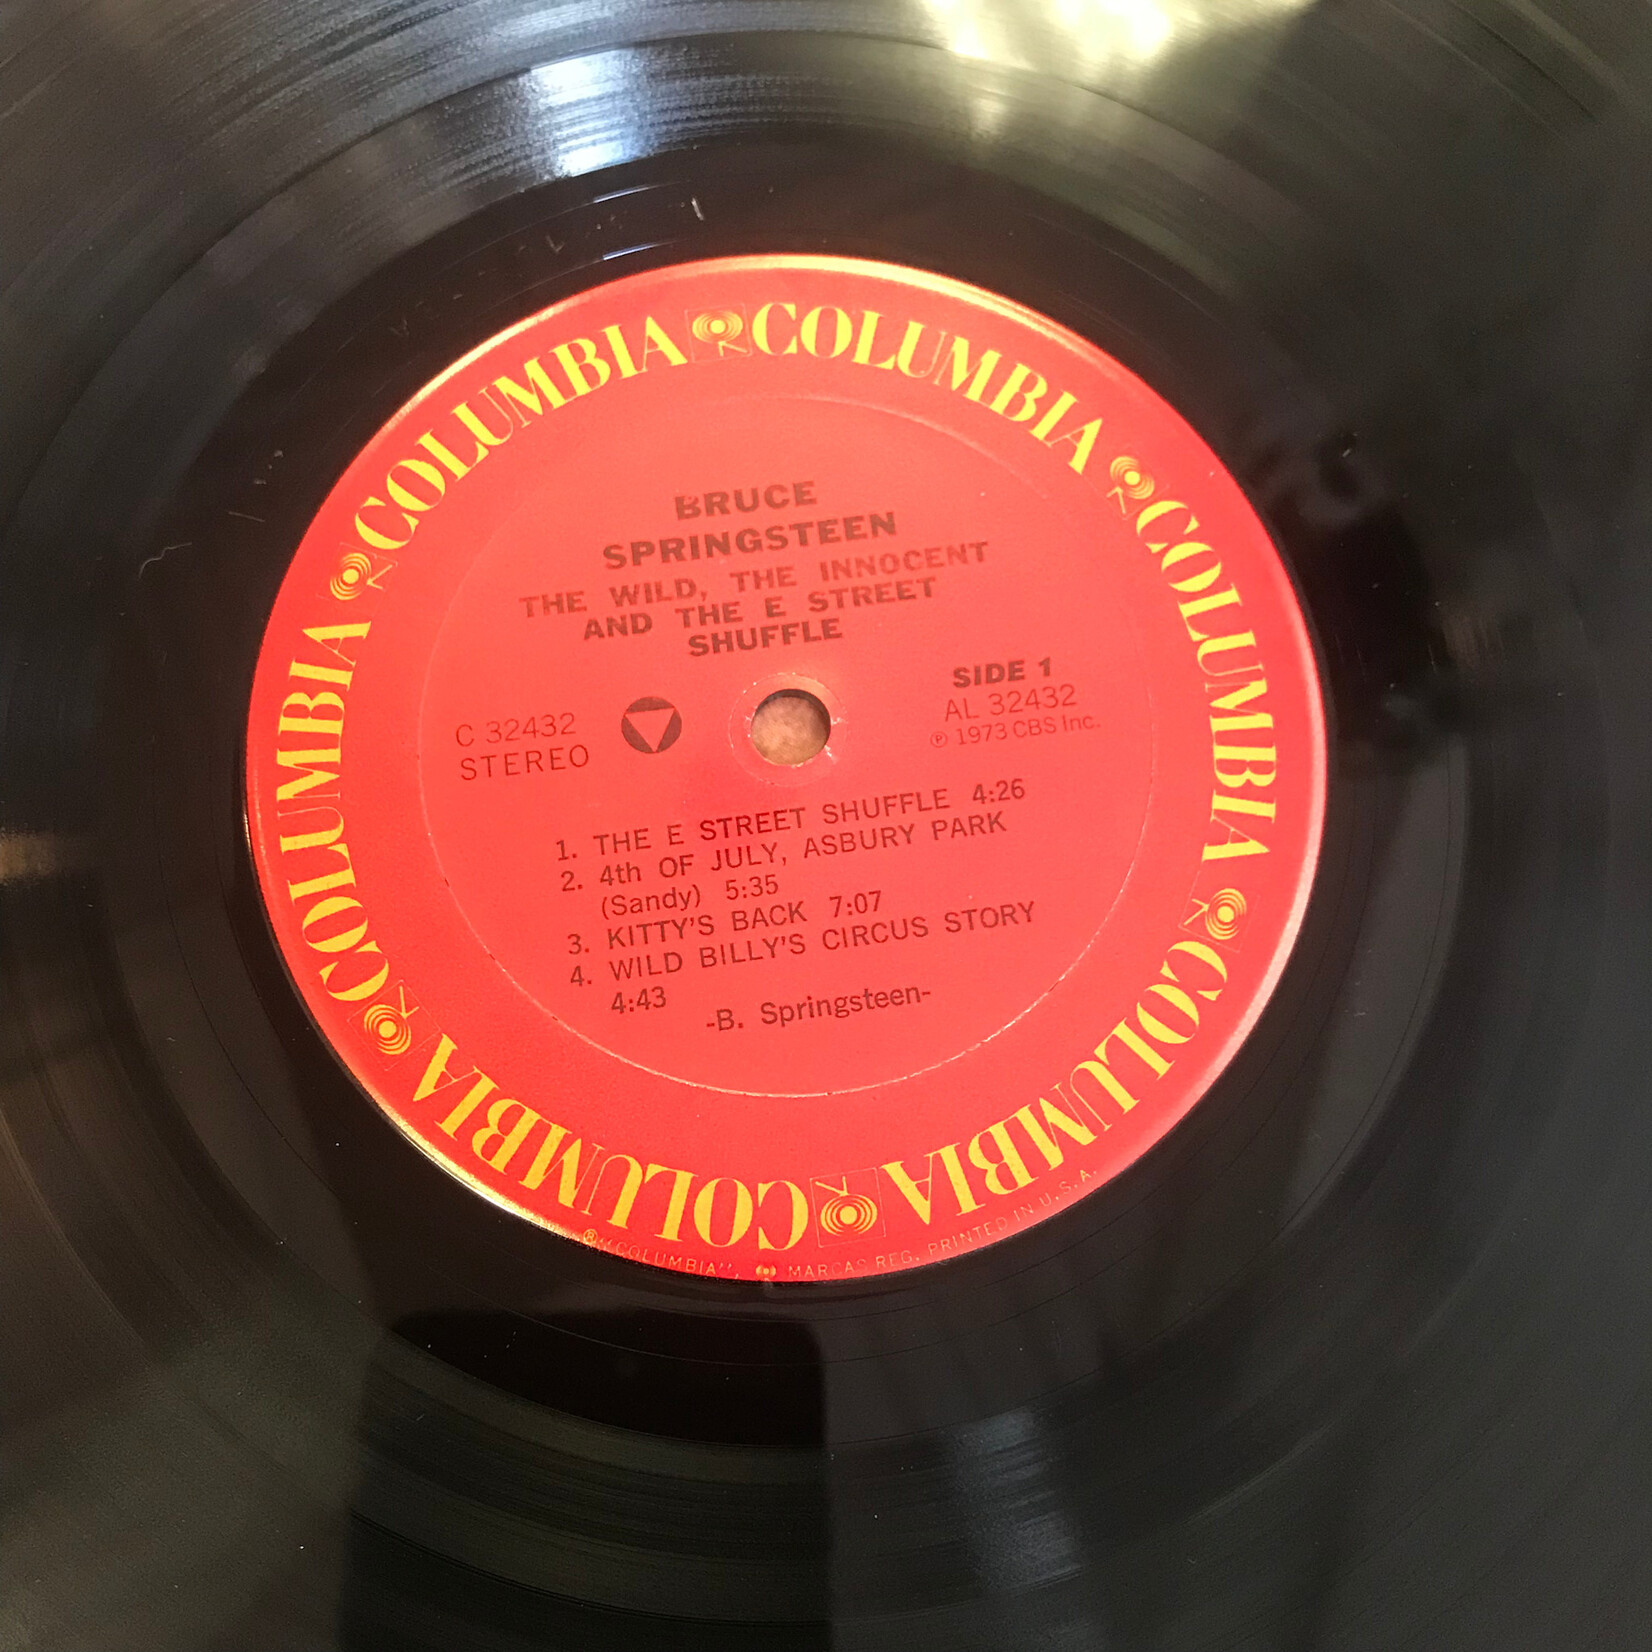 COLUMBIA COLUMBIA COLUMBIA COLUMBIA COLUMBIA COLUMBIA
BRUCE
SPRINGSTEEN
THE WILD, THE INNOCENT
AND THE E STREET
SHUFFLE
C 32432
STEREO
SIDE 1
AL 32432
℗ 1973 CBS Inc.
1. THE E STREET SHUFFLE 4:26
2. 4th OF JULY, ASBURY PARK
(Sandy) 5:35
3. KITTY'S BACK 7:07
4. WILD BILLY'S CIRCUS STORY
4:43
-B. Springsteen-
® "COLUMBIA", MARCAS REG. PRINTED IN U.S.A.